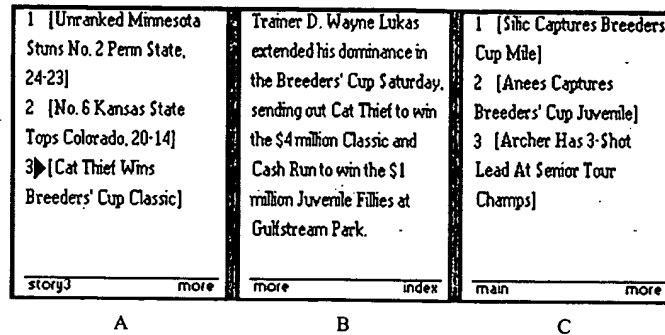 1 [Unranked Minnesota
Stuns No. 2 Penn State,
24-23]
2 [No. 6 Kansas State
Tops Colorado, 20-14]
3 [Cat Thief Wins
Breeders' Cup Classic]
story3 more
A
Trainer D. Wayne Lukas
extended his dominance in
the Breeders' Cup Saturday,
sending out Cat Thief to win
the $4 million Classic and
Cash Run to win the $1
million Juvenile Fillies at
Gulfstream Park.
more index
B
1 [Silic Captures Breeders
Cup Mile]
2 [Anees Captures
Breeders' Cup Juvenile]
3 [Archer Has 3-Shot
Lead At Senior Tour
Champs]
main more
C